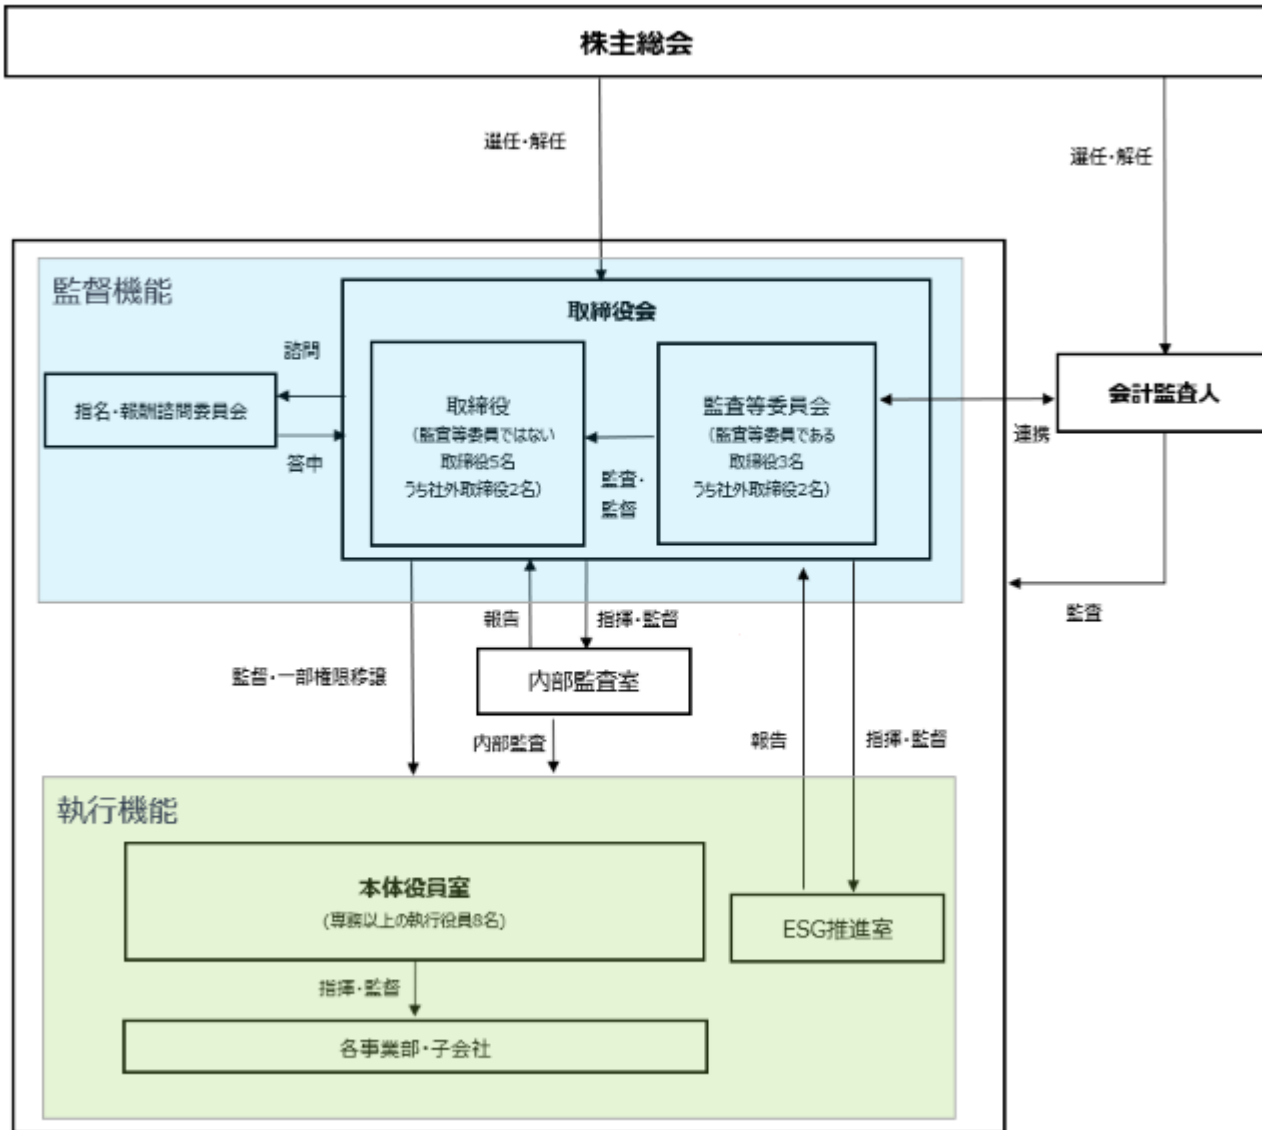 株主総会
選任・解任
選任・解任
監督機能
取締役会
諮問
指名・報酬諮問委員会
答申
取締役
(監査等委員ではない
取締役5名
うち社外取締役2名)
監査・
監督
監査等委員会
(監査等委員である
取締役3名
うち社外取締役2名)
会計監査人
連携
監査
報告
指揮・監督
監督・一部権限移譲
内部監査室
内部監査
報告
指揮・監督
執行機能
本体役員室
(専務以上の執行役員8名)
ESG推進室
指揮・監督
各事業部・子会社